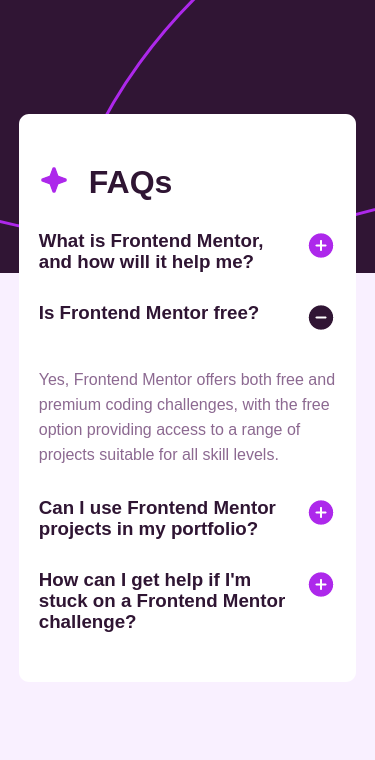 FAQs
What is Frontend Mentor,
and how will it help me?
Is Frontend Mentor free?
Yes, Frontend Mentor offers both free and
premium coding challenges, with the free
option providing access to a range of
projects suitable for all skill levels.
Can I use Frontend Mentor
projects in my portfolio?
How can I get help if I'm
stuck on a Frontend Mentor
challenge?